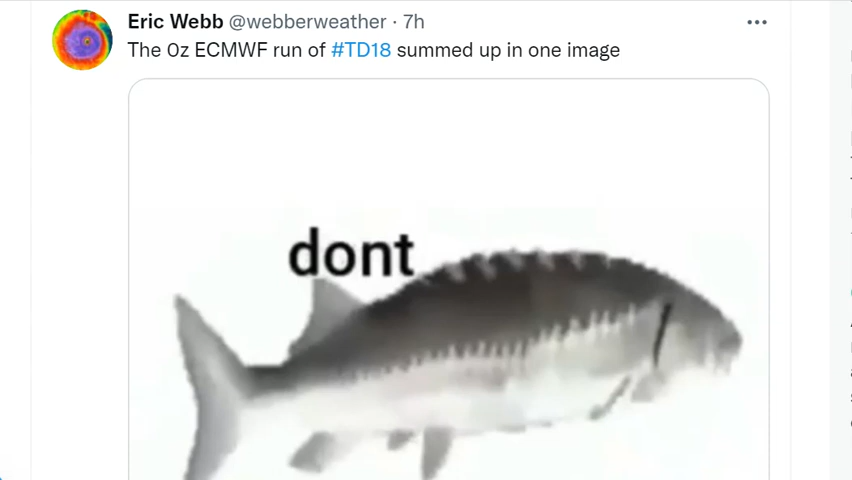 Eric Webb @webberweather · 7h
The 0z ECMWF run of #TD18 summed up in one image
dont